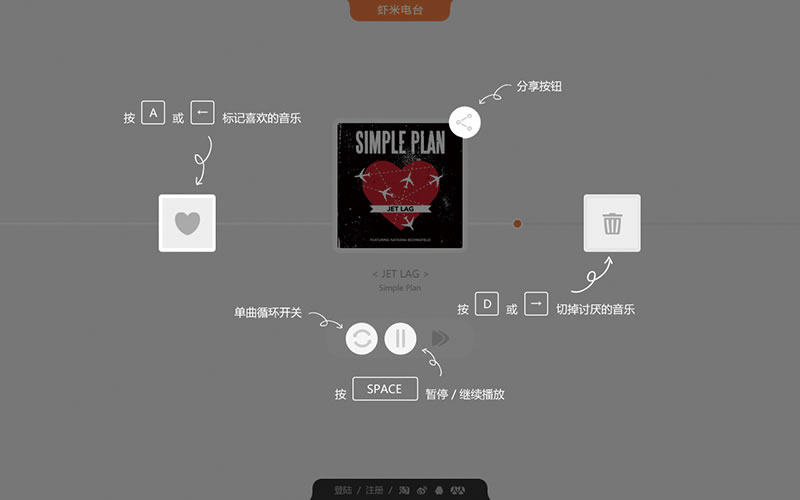 虾米电台
分享按钮
按 A 或 ← 标记喜欢的音乐
SIMPLE PLAN
JET LAG
FEATURING NATASHA BEDINGFIELD
< JET LAG >
Simple Plan
按 D 或 → 切掉讨厌的音乐
单曲循环开关
按 SPACE 暂停 / 继续播放
登陆 / 注册 / 淘